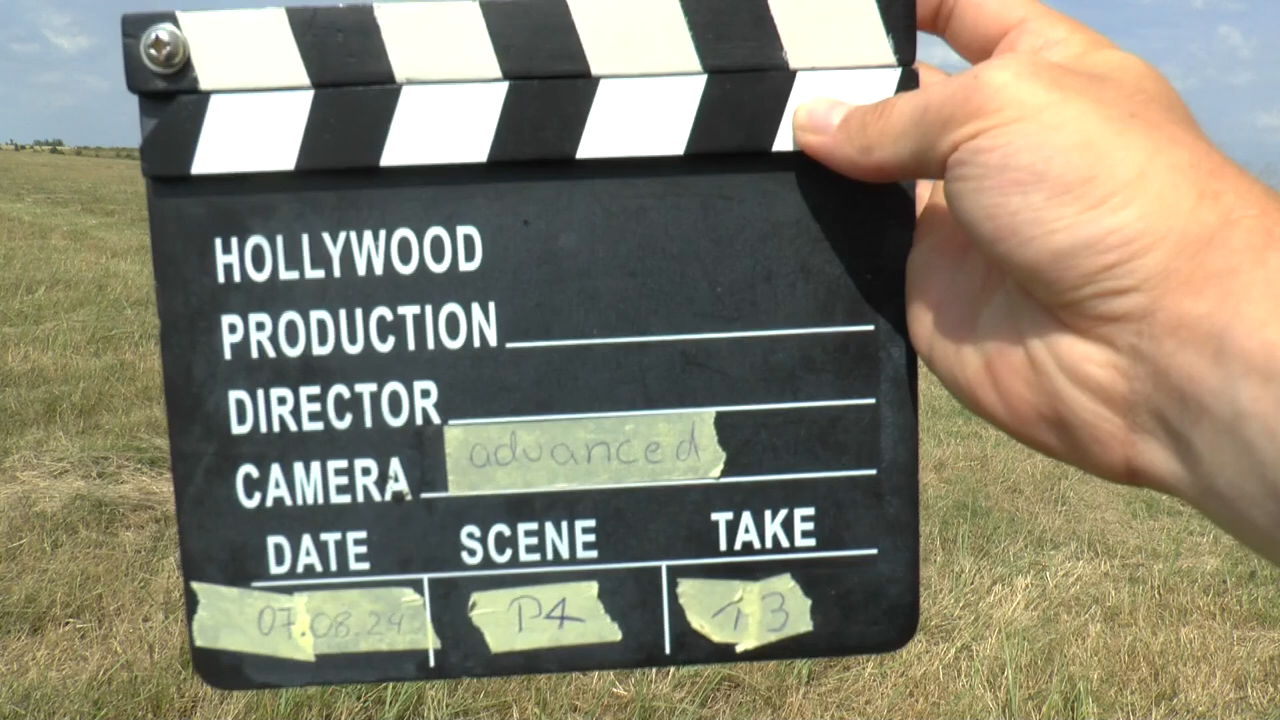 HOLLYWOOD
PRODUCTION
DIRECTOR
CAMERA advanced
DATE SCENE TAKE
07.08.24 P4 13